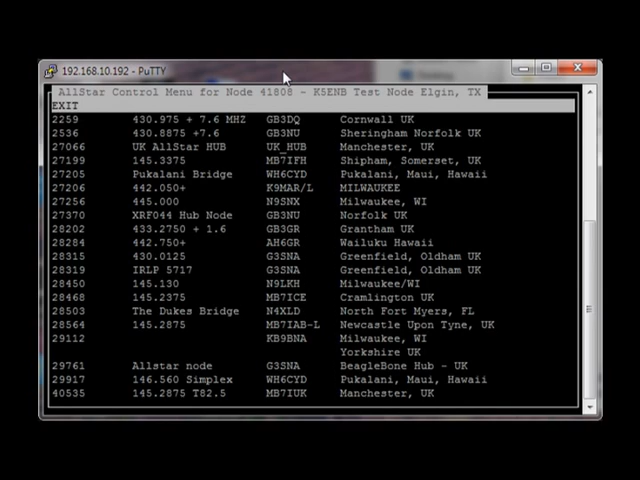 192.168.10.192 - PuTTY
AllStar Control Menu for Node 41808 - K5ENB Test Node Elgin, TX
EXIT
2259 430.975 + 7.6 MHZ GB3DQ Cornwall UK
2536 430.8875 +7.6 GB3NU Sheringham Norfolk UK
27066 UK AllStar HUB UK_HUB Manchester, UK
27199 145.3375 MB7IFH Shipham, Somerset, UK
27205 Pukalani Bridge WH6CYD Pukalani, Maui, Hawaii
27206 442.050+ K9MAR/L MILWAUKEE
27256 445.000 N9SNX Milwaukee, WI
27370 XRF044 Hub Node GB3NU Norfolk UK
28202 433.2750 + 1.6 GB3GR Grantham UK
28284 442.750+ AH6GR Wailuku Hawaii
28315 430.0125 G3SNA Greenfield, Oldham UK
28319 IRLP 5717 G3SNA Greenfield, Oldham UK
28450 145.130 N9LKH Milwaukee/WI
28468 145.2375 MB7ICE Cramlington UK
28503 The Dukes Bridge N4XLD North Fort Myers, FL
28564 145.2875 MB7IAB-L Newcastle Upon Tyne, UK
29112 KB9BNA Milwaukee, WI
Yorkshire UK
29761 Allstar node G3SNA BeagleBone Hub - UK
29917 146.560 Simplex WH6CYD Pukalani, Maui, Hawaii
40535 145.2875 T82.5 MB7IUK Manchester, UK